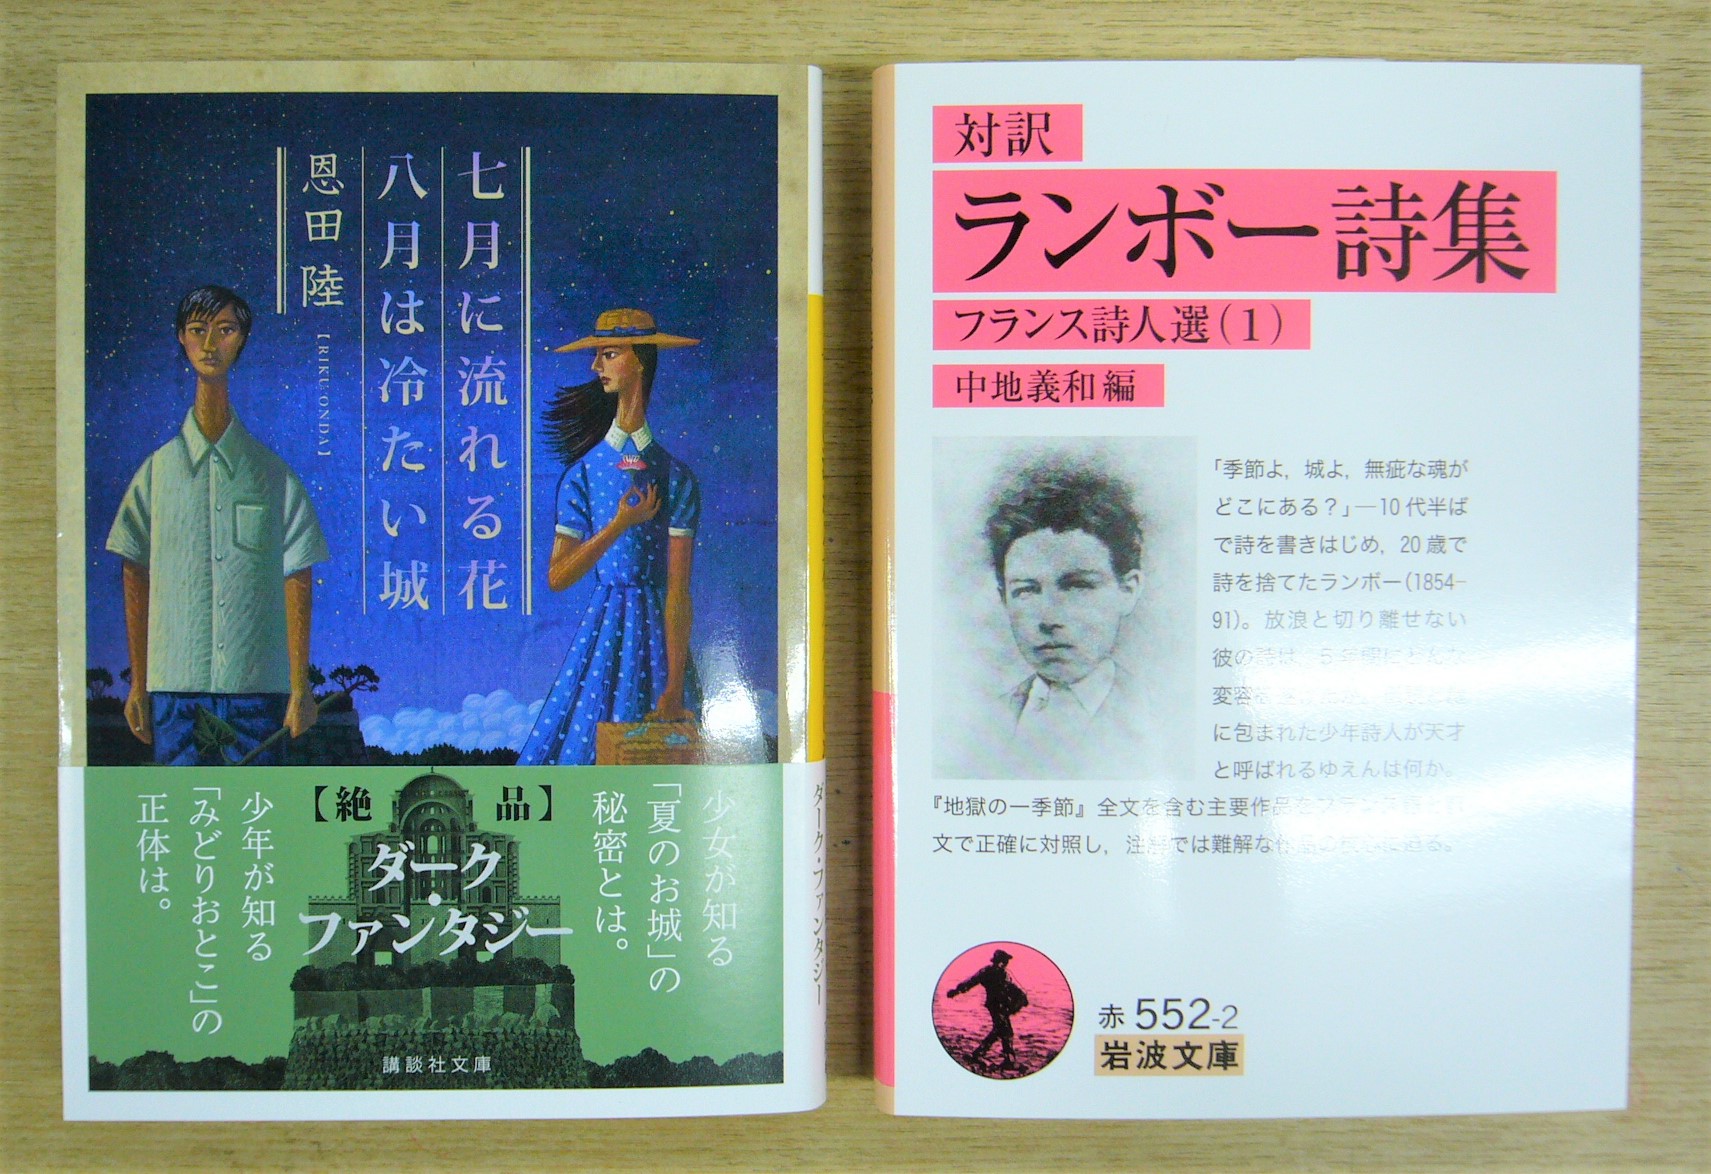 七月に流れる花
八月は冷たい城
恩田 陸
【RIKU ONDA】
【絶品】
ダーク・
ファンタジー
少女が知る
「夏のお城」の
秘密とは。
少年が知る
「みどりおとこ」の
正体は。
講談社文庫
ダーク・ファンタジー
対訳
ランボー詩集
フランス詩人選(1)
中地義和編
「季節よ,城よ,無疵な魂が
どこにある?」―10代半ば
で詩を書きはじめ,20歳で
詩を捨てたランボー(1854-
91)。放浪と切り離せない
彼の詩は
変容
に包まれた少年詩人が天才
と呼ばれるゆえんは何か。
『地獄の一季節』全文を含む主要作品を
文で正確に対照し,注解では難解な
赤 552-2
岩波文庫